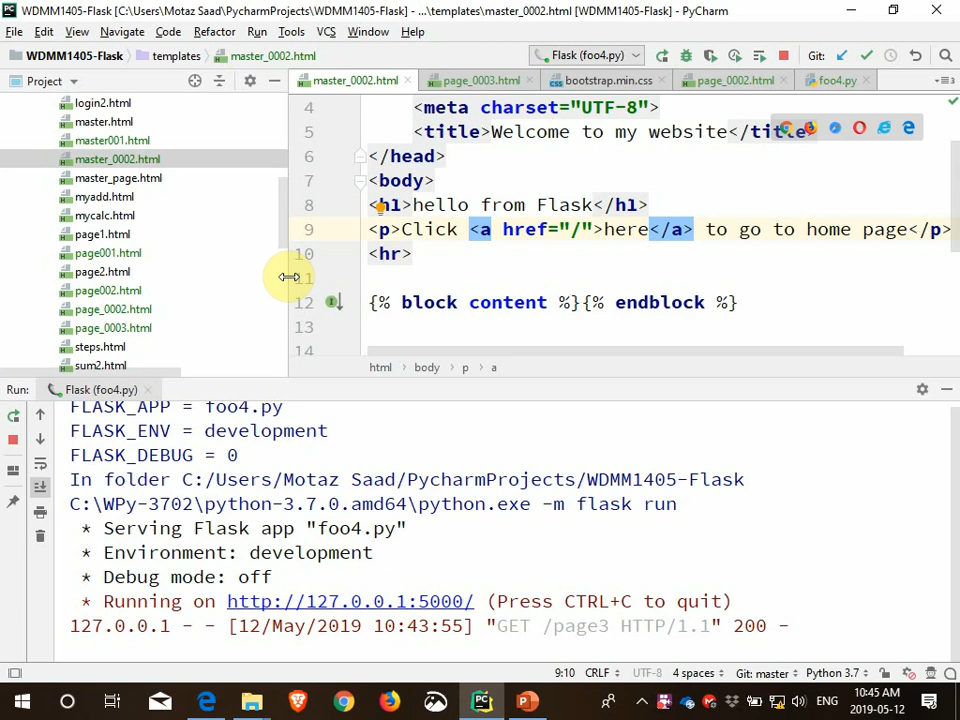 WDMM1405-Flask [C:\Users\Motaz Saad\PycharmProjects\WDMM1405-Flask] - ...\templates\master_0002.html [WDMM1405-Flask] - PyCharm
File Edit View Navigate Code Refactor Run Tools VCS Window Help
WDMM1405-Flask templates master_0002.html Flask (foo4.py) Git:
Project master_0002.html page_0003.html bootstrap.min.css page_0002.html foo4.py
login2.html
master.html
master001.html
master_0002.html
master_page.html
myadd.html
mycalc.html
page1.html
page001.html
page2.html
page002.html
page_0002.html
page_0003.html
steps.html
sum2.html
4 <meta charset="UTF-8">
5 <title>Welcome to my website</title>
6 </head>
7 <body>
8 <h1>hello from Flask</h1>
9 <p>Click <a href="/">here</a> to go to home page</p>
10 <hr>
11
12 {% block content %}{% endblock %}
13
14
html body p a
Run: Flask (foo4.py)
FLASK_APP = foo4.py
FLASK_ENV = development
FLASK_DEBUG = 0
In folder C:/Users/Motaz Saad/PycharmProjects/WDMM1405-Flask
C:\WPy-3702\python-3.7.0.amd64\python.exe -m flask run
* Serving Flask app "foo4.py"
* Environment: development
* Debug mode: off
* Running on http://127.0.0.1:5000/ (Press CTRL+C to quit)
127.0.0.1 - - [12/May/2019 10:43:55] "GET /page3 HTTP/1.1" 200 -
9:10 CRLF UTF-8 4 spaces Git: master Python 3.7
ENG 10:45 AM
2019-05-12